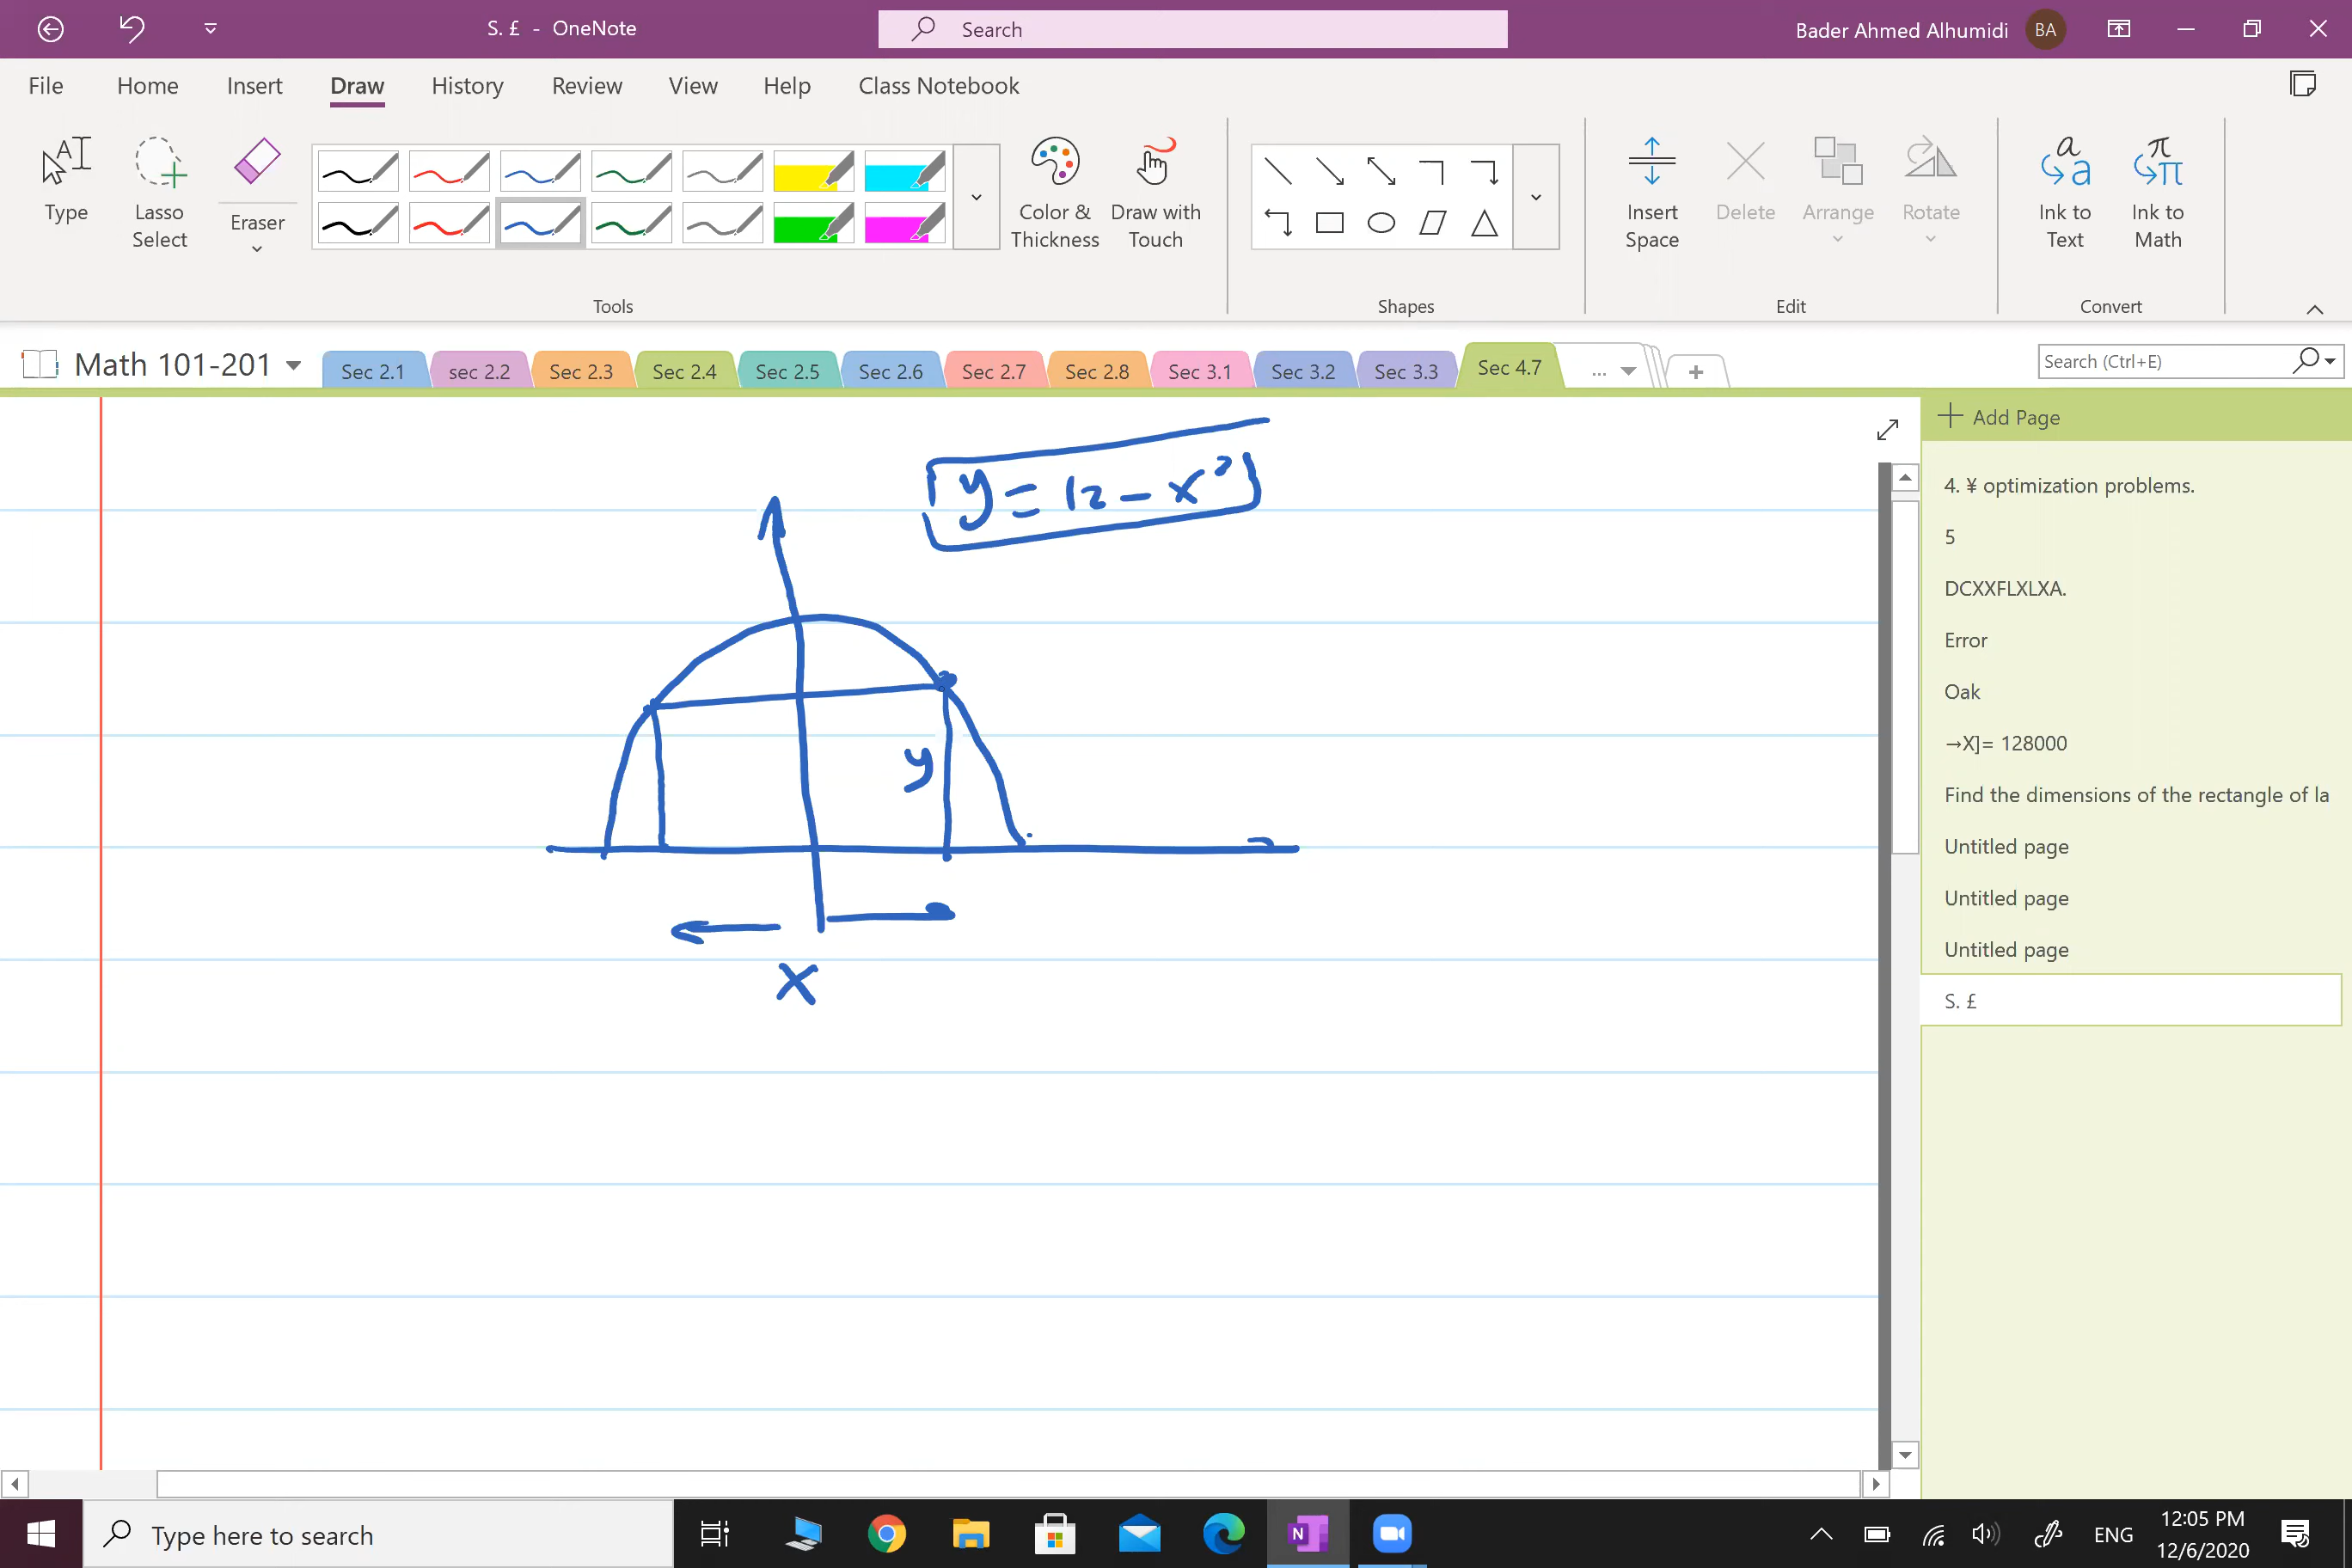 S. £ - OneNote
Search
Bader Ahmed Alhumidi
BA
File Home Insert Draw History Review View Help Class Notebook
Type
Lasso Select
Eraser
Color & Thickness
Draw with Touch
Insert Space
Delete
Arrange
Rotate
Ink to Text
Ink to Math
Tools
Shapes
Edit
Convert
Math 101-201
Sec 2.1
sec 2.2
Sec 2.3
Sec 2.4
Sec 2.5
Sec 2.6
Sec 2.7
Sec 2.8
Sec 3.1
Sec 3.2
Sec 3.3
Sec 4.7
...
Search (Ctrl+E)
y = 12 - x²
y
x
Add Page
4. ¥ optimization problems.
5
DCXXFLXLXA.
Error
Oak
→X]= 128000
Find the dimensions of the rectangle of la
Untitled page
Untitled page
Untitled page
S. £
Type here to search
ENG
12:05 PM
12/6/2020